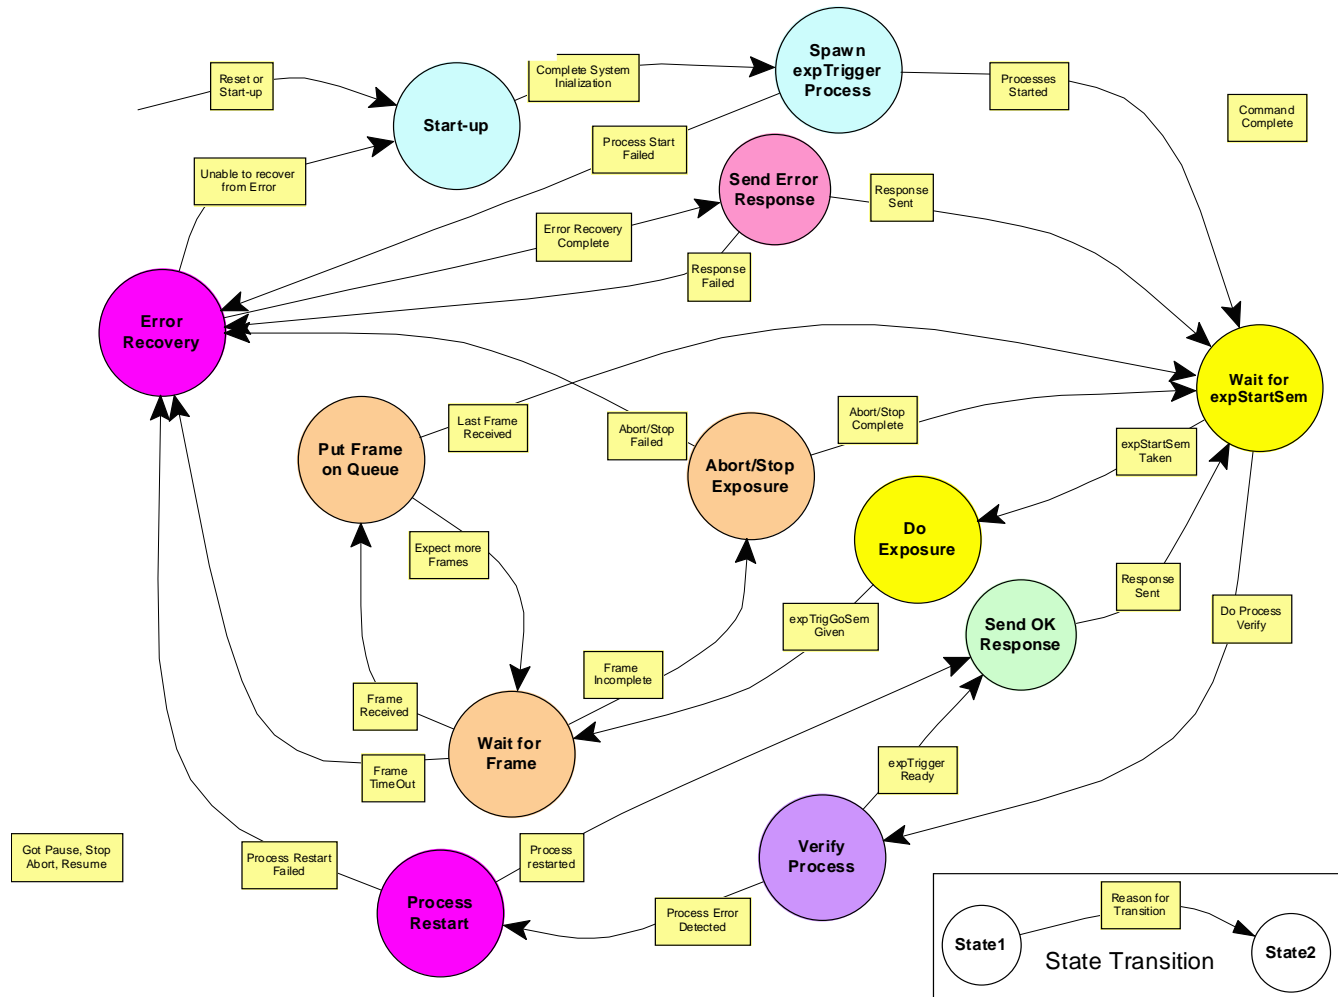 Spawn
expTrigger
Process
Reset or
Start-up
Complete System
Inialization
Processes
Started
Command
Complete
Start-up
Process Start
Failed
Unable to recover
from Error
Send Error
Response
Response
Sent
Error Recovery
Complete
Response
Failed
Error
Recovery
Wait for
expStartSem
Last Frame
Received
Abort/Stop
Failed
Abort/Stop
Complete
Put Frame
on Queue
Abort/Stop
Exposure
expStartSem
Taken
Expect more
Frames
Do
Exposure
Response
Sent
expTrigGoSem
Given
Send OK
Response
Do Process
Verify
Frame
Incomplete
Frame
Received
Wait for
Frame
Frame
TimeOut
expTrigger
Ready
Got Pause, Stop
Abort, Resume
Process Restart
Failed
Process
restarted
Verify
Process
Process
Restart
Process Error
Detected
Reason for
Transition
State1
State2
State Transition